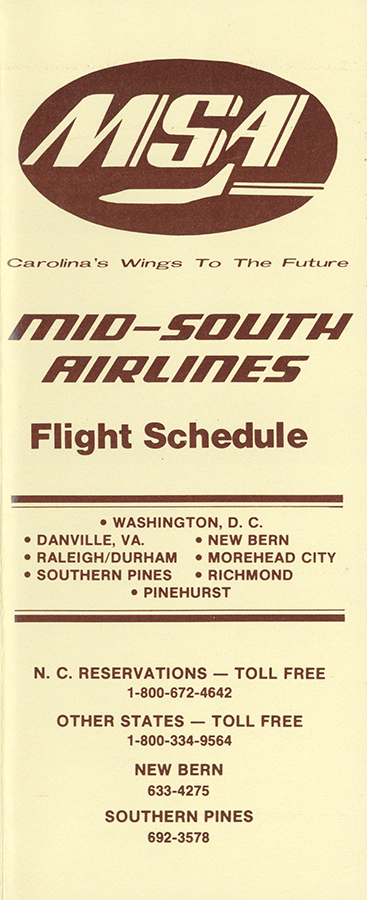 MSA
Carolina's Wings To The Future
MID-SOUTH
AIRLINES
Flight Schedule
• WASHINGTON, D. C.
• DANVILLE, VA. • NEW BERN
• RALEIGH/DURHAM • MOREHEAD CITY
• SOUTHERN PINES • RICHMOND
• PINEHURST
N. C. RESERVATIONS — TOLL FREE
1-800-672-4642
OTHER STATES — TOLL FREE
1-800-334-9564
NEW BERN
633-4275
SOUTHERN PINES
692-3578